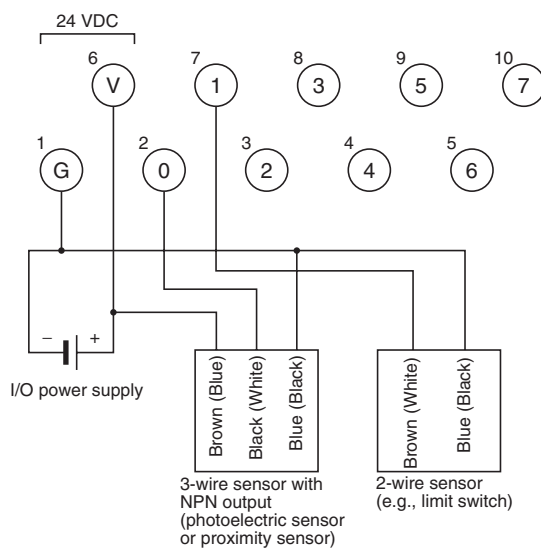 24 VDC
6 7 8 9 10
V 1 3 5 7
1 2 3 4 5
G 0 2 4 6
− +
I/O power supply
Brown (Blue)
Black (White)
Blue (Black)
Brown (White)
Blue (Black)
3-wire sensor with
NPN output
(photoelectric sensor
or proximity sensor)
2-wire sensor
(e.g., limit switch)